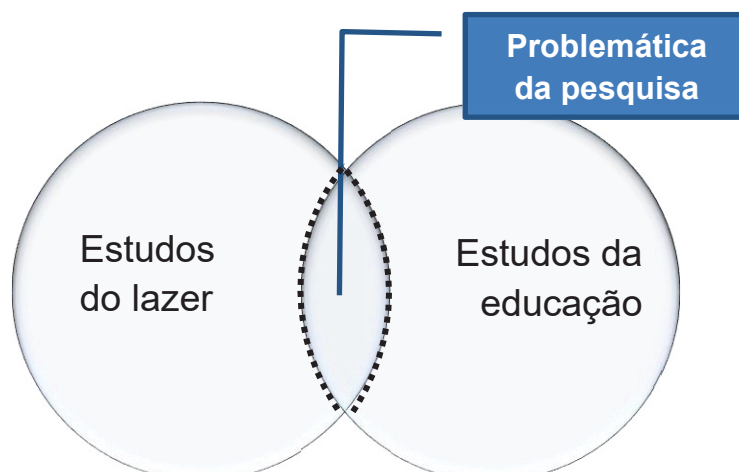 Problemática
da pesquisa
Estudos
do lazer
Estudos da
educação